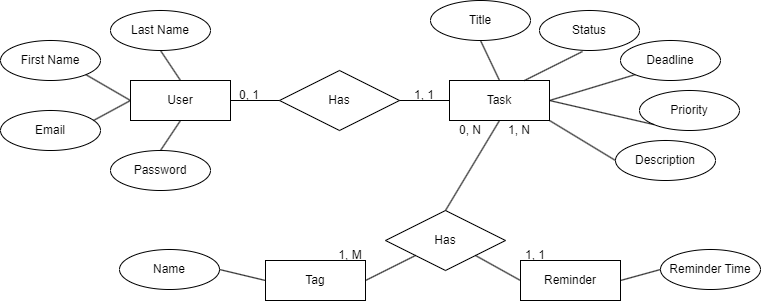 Title
Last Name
Status
First Name
Deadline
User
0, 1
Has
1, 1
Task
Priority
Email
0, N
1, N
Password
Description
Has
1, M
1, 1
Name
Tag
Reminder
Reminder Time